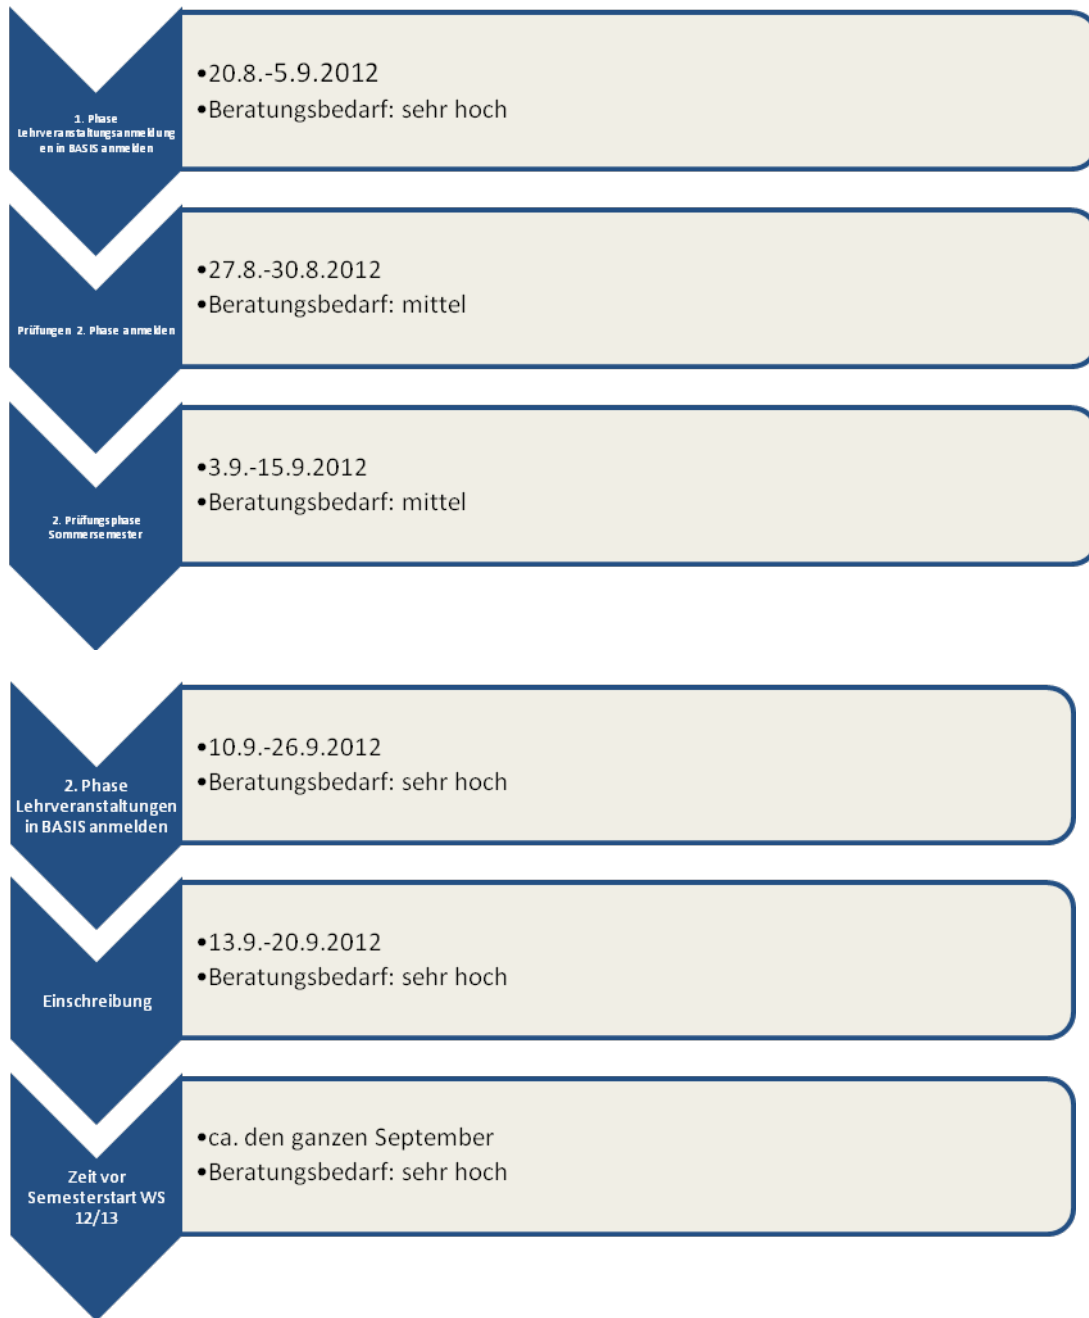 1. Phase
Lehrveranstaltungsanmeldung
en in BASIS anmelden
•20.8.-5.9.2012
•Beratungsbedarf: sehr hoch
Prüfungen 2. Phase anmelden
•27.8.-30.8.2012
•Beratungsbedarf: mittel
2. Prüfungsphase
Sommersemester
•3.9.-15.9.2012
•Beratungsbedarf: mittel
2. Phase
Lehrveranstaltungen
in BASIS anmelden
•10.9.-26.9.2012
•Beratungsbedarf: sehr hoch
Einschreibung
•13.9.-20.9.2012
•Beratungsbedarf: sehr hoch
Zeit vor
Semesterstart WS
12/13
•ca. den ganzen September
•Beratungsbedarf: sehr hoch